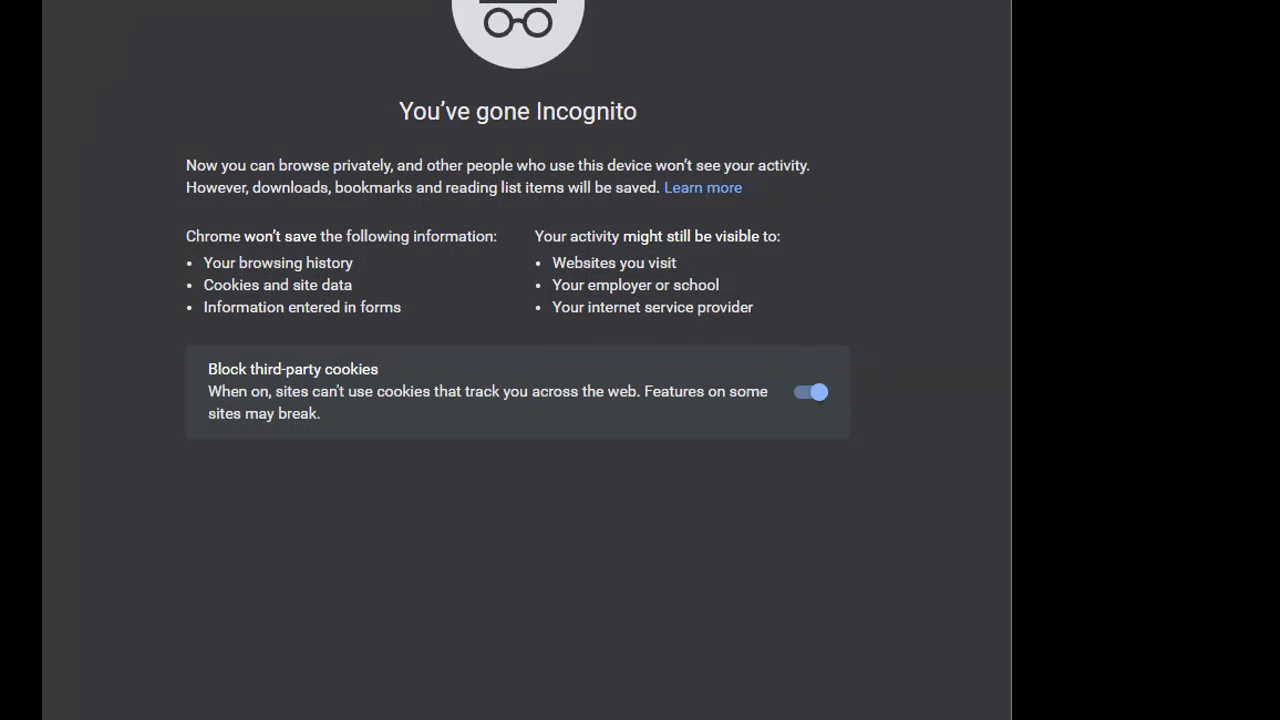 You’ve gone Incognito
Now you can browse privately, and other people who use this device won’t see your activity.
However, downloads, bookmarks and reading list items will be saved. Learn more
Chrome won’t save the following information:
Your browsing history
Cookies and site data
Information entered in forms
Your activity might still be visible to:
Websites you visit
Your employer or school
Your internet service provider
Block third-party cookies
When on, sites can't use cookies that track you across the web. Features on some
sites may break.